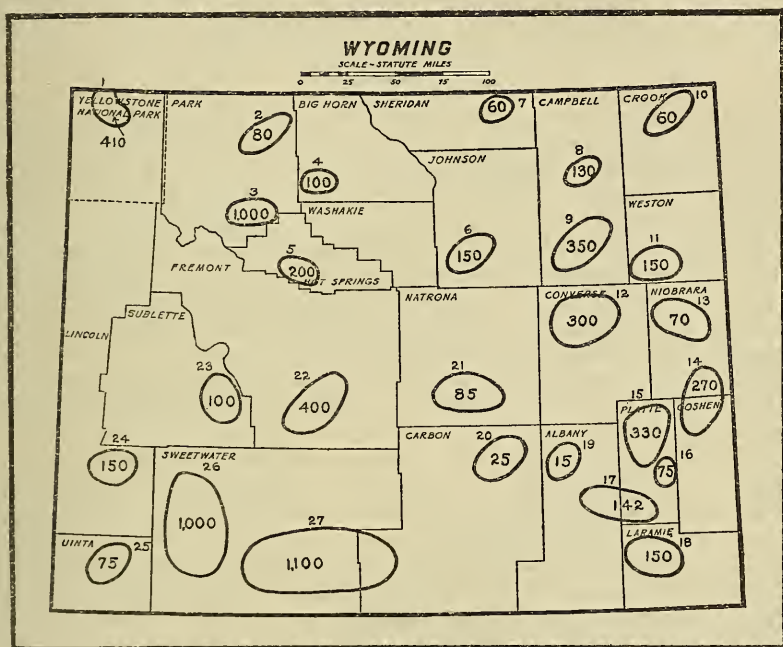 WYOMING
SCALE-STATUTE MILES
0 25 50 75 100
1
YELLOWSTONE
NATIONAL PARK
410
PARK
2
80
BIG HORN
SHERIDAN
60 7
CAMPBELL
CROOK 10
60
JOHNSON
8
130
4
100
3
1,000
WASHAKIE
WESTON
6
150
9
350
11
150
5
200
HOT SPRINGS
FREMONT
NATRONA
CONVERSE 12
300
NIOBRARA
13
70
SUBLETTE
LINCOLN
23
100
22
400
21
85
14
270
15
PLATTE
330
GOSHEN
24
150
SWEETWATER
26
1,000
CARBON
20
25
ALBANY
19
15
16
75
17
142
27
1,100
UINTA
25
75
LARAMIE
18
150